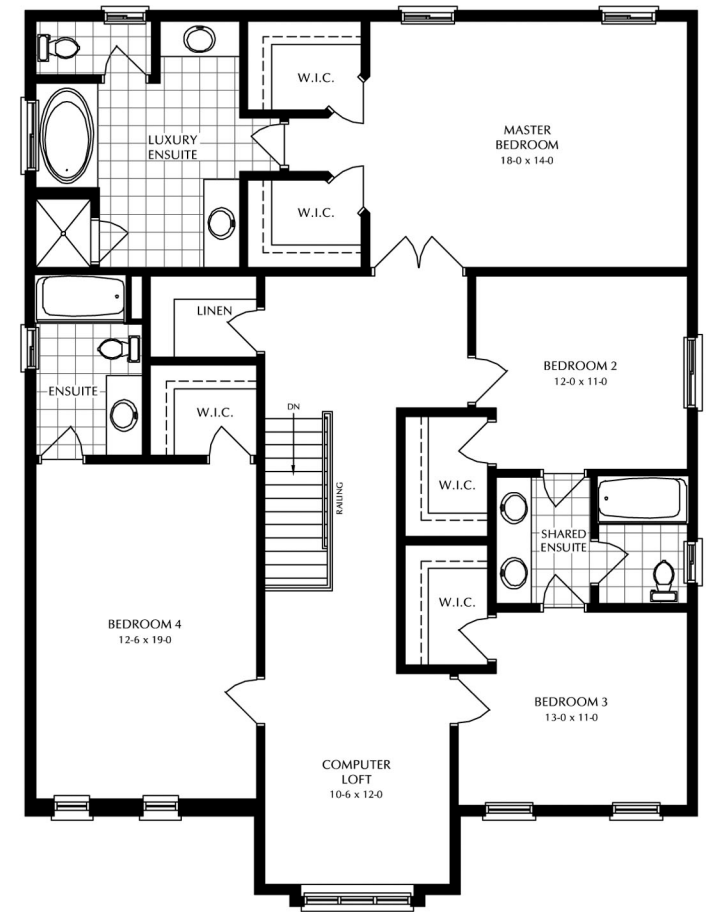 W.I.C.
MASTER
BEDROOM
18-0 x 14-0
LUXURY
ENSUITE
W.I.C.
LINEN
BEDROOM 2
12-0 x 11-0
ENSUITE
W.I.C.
DN
RAILING
W.I.C.
SHARED
ENSUITE
W.I.C.
BEDROOM 4
12-6 x 19-0
BEDROOM 3
13-0 x 11-0
COMPUTER
LOFT
10-6 x 12-0